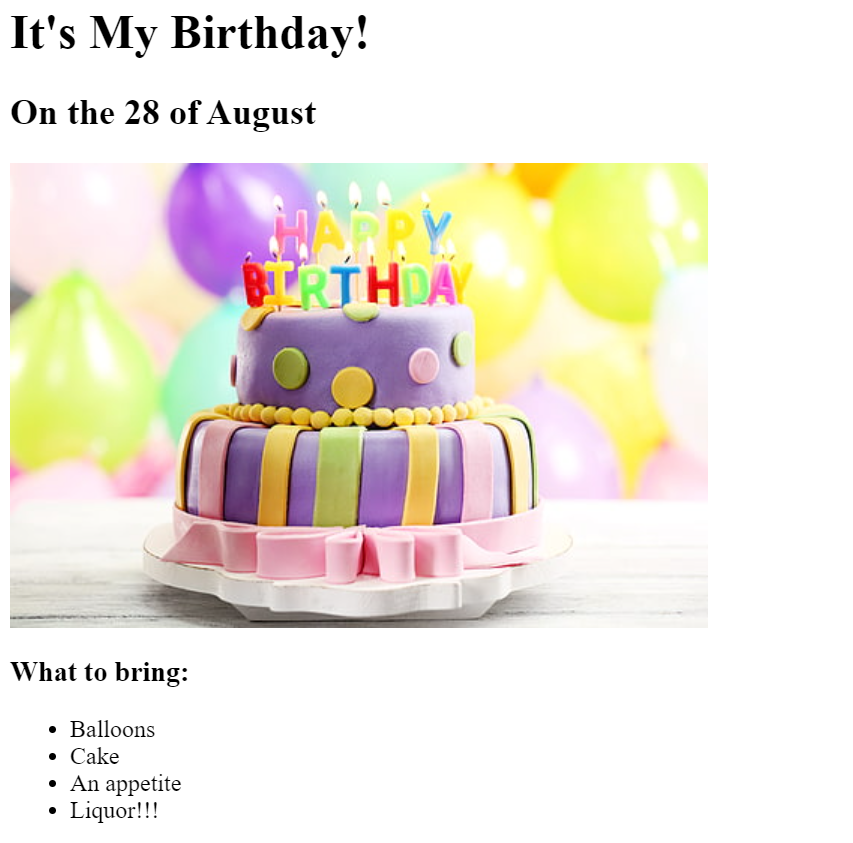 It's My Birthday!
On the 28 of August
HAPPY
BIRTHDAY
What to bring:
Balloons
Cake
An appetite
Liquor!!!